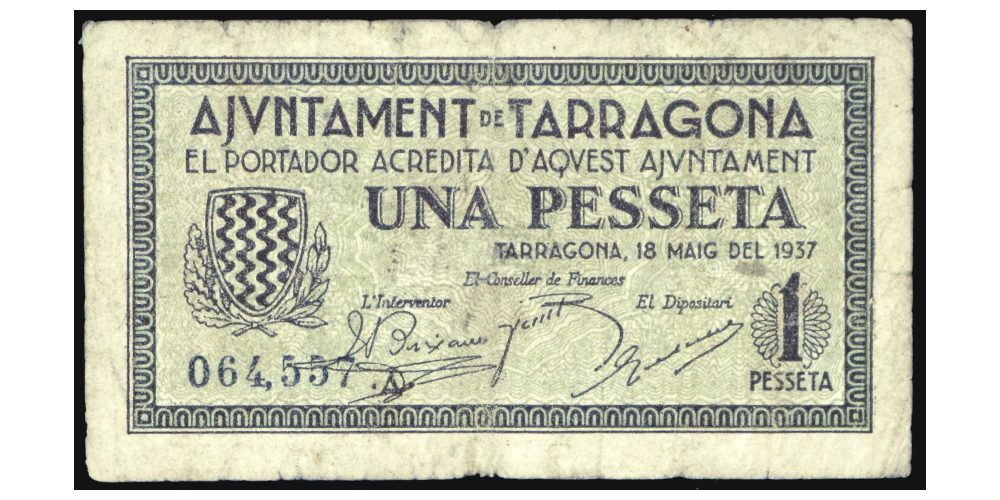 AJVNTAMENT DE TARRAGONA
EL PORTADOR ACREDITA D'AQVEST AJVNTAMENT
UNA PESSETA
TARRAGONA, 18 MAIG DEL 1937
El Conseller de Finances
L'Interventor
El Dipositari
064,557
A
1
PESSETA